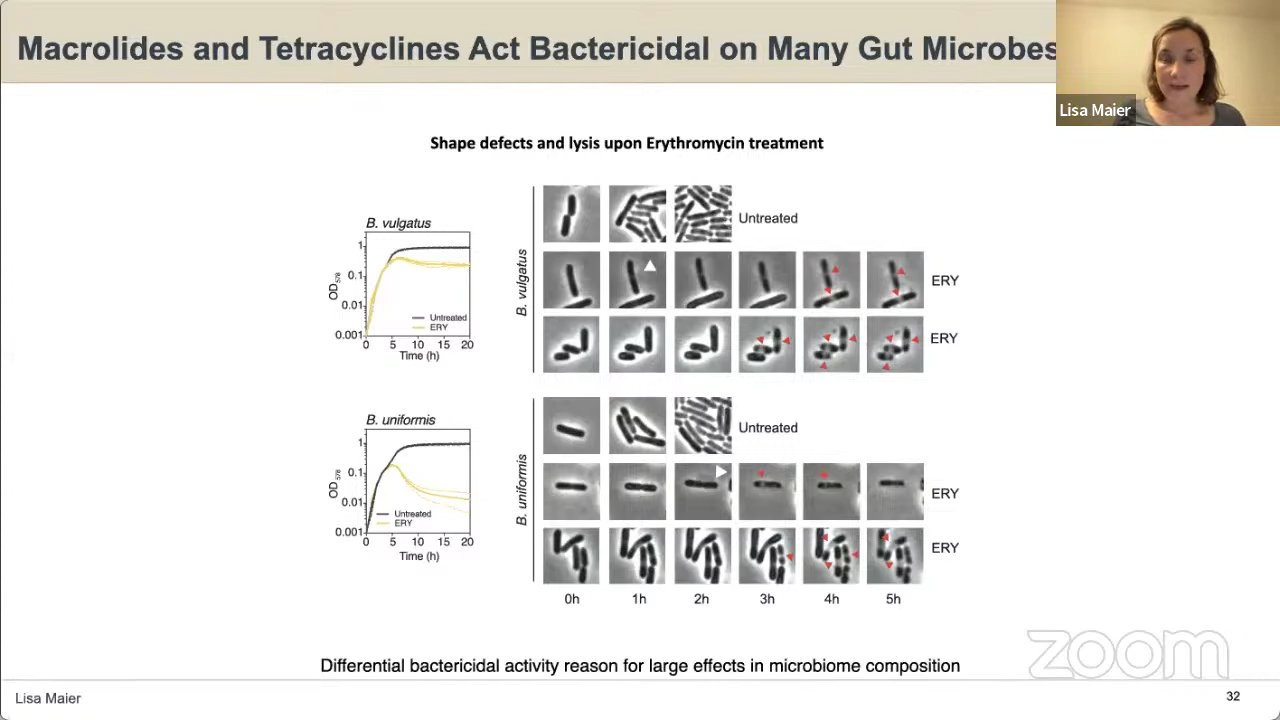 Macrolides and Tetracyclines Act Bactericidal on Many Gut Microbes
Lisa Maier
Shape defects and lysis upon Erythromycin treatment
B. vulgatus
1
0.1
0.01
0.001
OD578
Untreated
ERY
0 5 10 15 20
Time (h)
B. vulgatus
Untreated
ERY
ERY
B. uniformis
1
0.1
0.01
0.001
OD578
Untreated
ERY
0 5 10 15 20
Time (h)
B. uniformis
Untreated
ERY
ERY
0h 1h 2h 3h 4h 5h
Differential bactericidal activity reason for large effects in microbiome composition
zoom
Lisa Maier
32